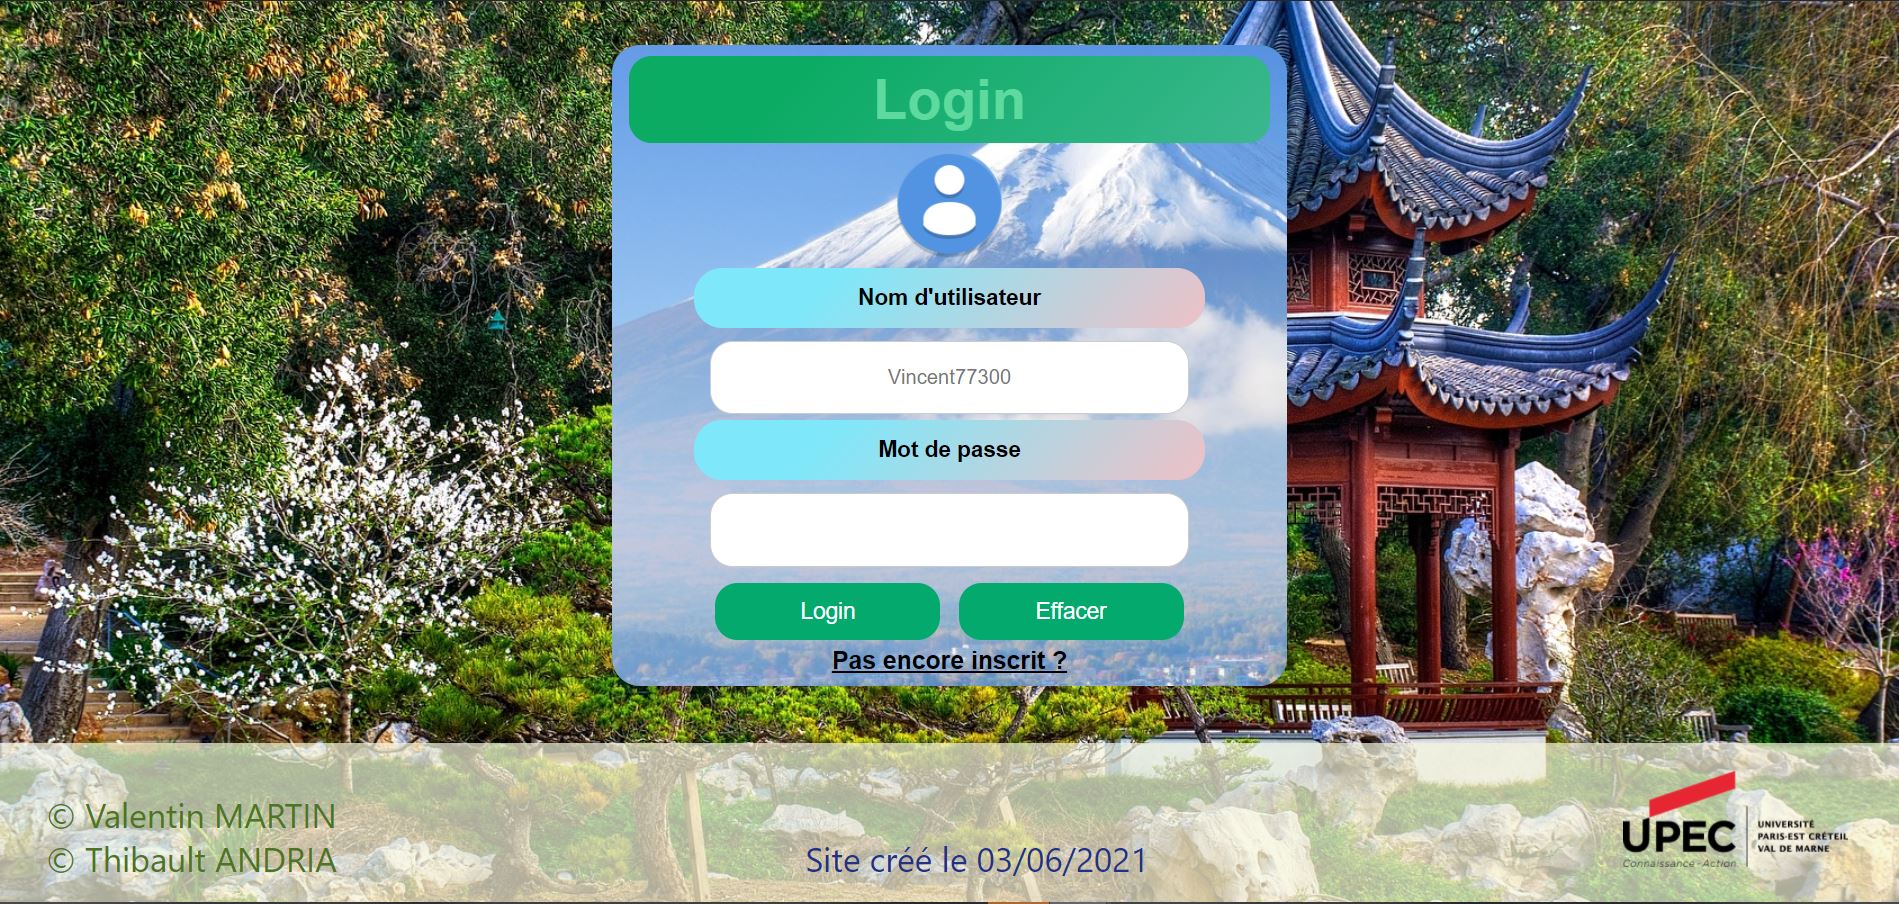 Login
Nom d'utilisateur
Vincent77300
Mot de passe
Login
Effacer
Pas encore inscrit ?
© Valentin MARTIN
© Thibault ANDRIA
Site créé le 03/06/2021
UPEC
Connaissance - Action
UNIVERSITÉ
PARIS-EST CRÉTEIL
VAL DE MARNE